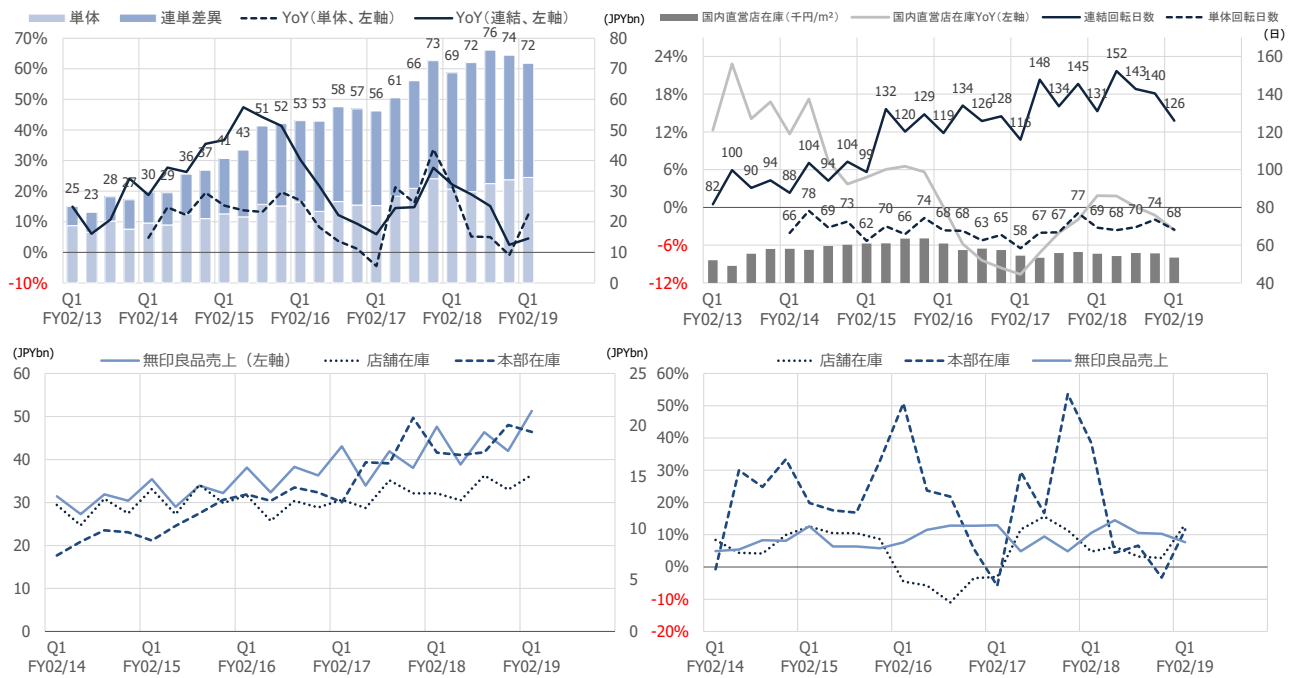 単体 連単差異 YoY（単体、左軸） YoY（連結、左軸） (JPYbn)
70% 60% 50% 40% 30% 20% 10% 0% -10%
80 70 60 50 40 30 20 10 0
25 23 28 27 30 29 36 37 41 43 51 52 53 53 58 57 56 61 66 73 69 72 76 74 72
Q1 Q1 Q1 Q1 Q1 Q1 Q1
FY02/13 FY02/14 FY02/15 FY02/16 FY02/17 FY02/18 FY02/19
国内直営店在庫（千円/m²） 国内直営店在庫YoY（左軸） 連結回転日数 単体回転日数
(日)
24% 18% 12% 6% 0% -6% -12%
160 140 120 100 80 60 40
82 100 90 94 88 104 94 104 99 132 120 129 119 134 126 128 116 148 134 145 131 152 143 140 126
66 78 69 73 62 70 66 74 68 68 63 65 58 67 67 77 69 68 70 74 68
Q1 Q1 Q1 Q1 Q1 Q1 Q1
FY02/13 FY02/14 FY02/15 FY02/16 FY02/17 FY02/18 FY02/19
(JPYbn) 無印良品売上（左軸） 店舗在庫 本部在庫 (JPYbn)
60 50 40 30 20 10 0
25 20 15 10 5 0
Q1 Q1 Q1 Q1 Q1 Q1
FY02/14 FY02/15 FY02/16 FY02/17 FY02/18 FY02/19
店舗在庫 本部在庫 無印良品売上
60% 50% 40% 30% 20% 10% 0% -10% -20%
Q1 Q1 Q1 Q1 Q1 Q1
FY02/14 FY02/15 FY02/16 FY02/17 FY02/18 FY02/19